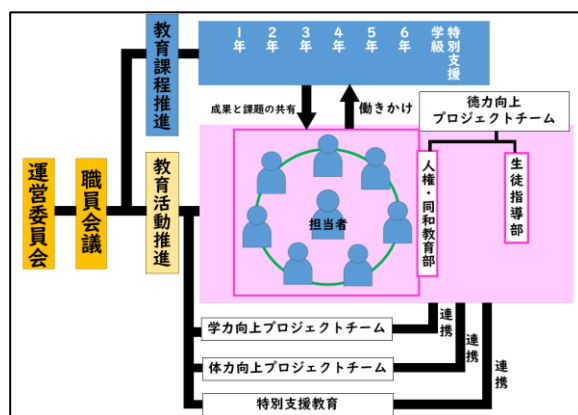 運営委員会
職員会議
教育課程推進
教育活動推進
1年
2年
3年
4年
5年
6年
特別支援
学級
成果と課題の共有
働きかけ
徳力向上
プロジェクトチーム
人権・同和教育部
生徒指導部
担当者
学力向上プロジェクトチーム
体力向上プロジェクトチーム
特別支援教育
連携
連携
連携